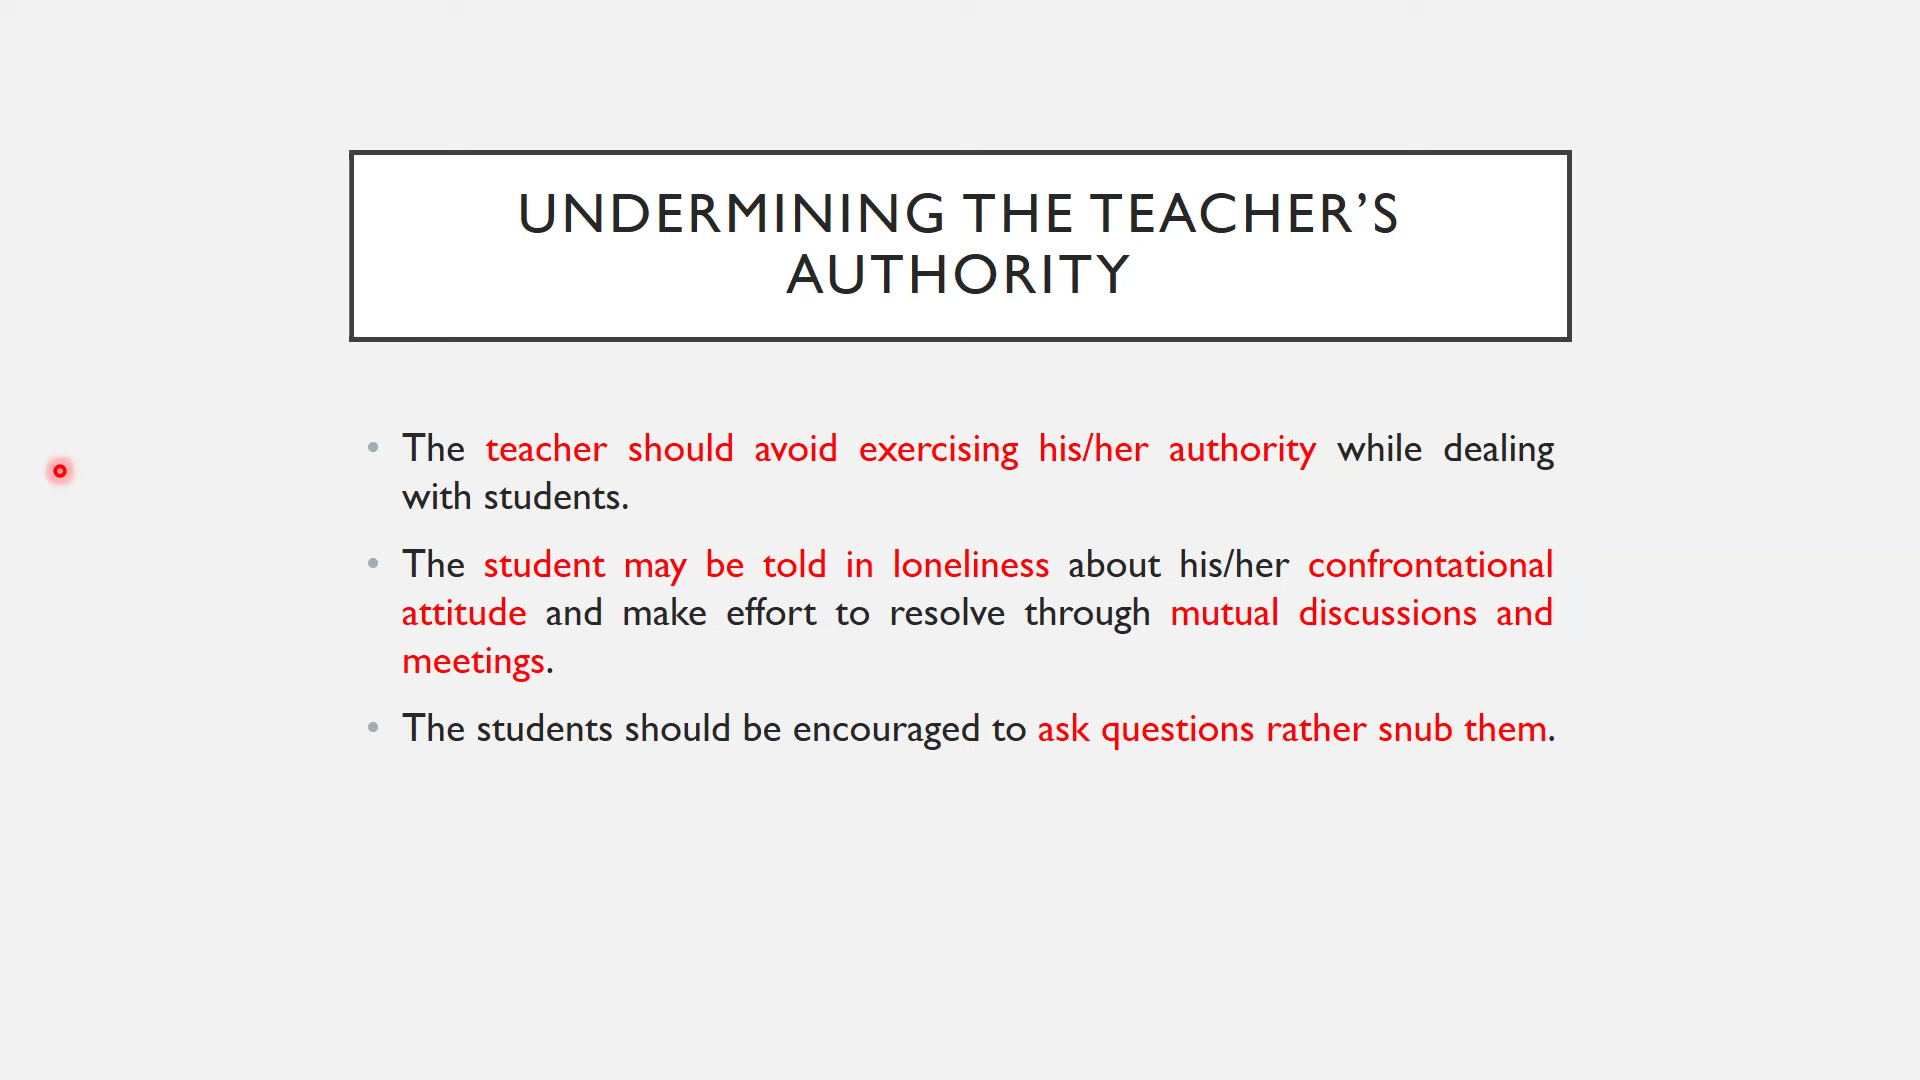 UNDERMINING THE TEACHER’S
AUTHORITY
• The teacher should avoid exercising his/her authority while dealing
with students.
• The student may be told in loneliness about his/her confrontational
attitude and make effort to resolve through mutual discussions and
meetings.
• The students should be encouraged to ask questions rather snub them.